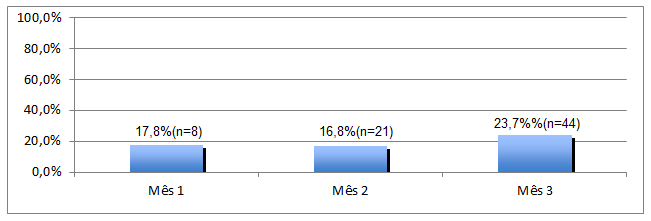 100,0%
80,0%
60,0%
40,0%
20,0%
0,0%
17,8%(n=8)
16,8%(n=21)
23,7%%(n=44)
Mês 1
Mês 2
Mês 3